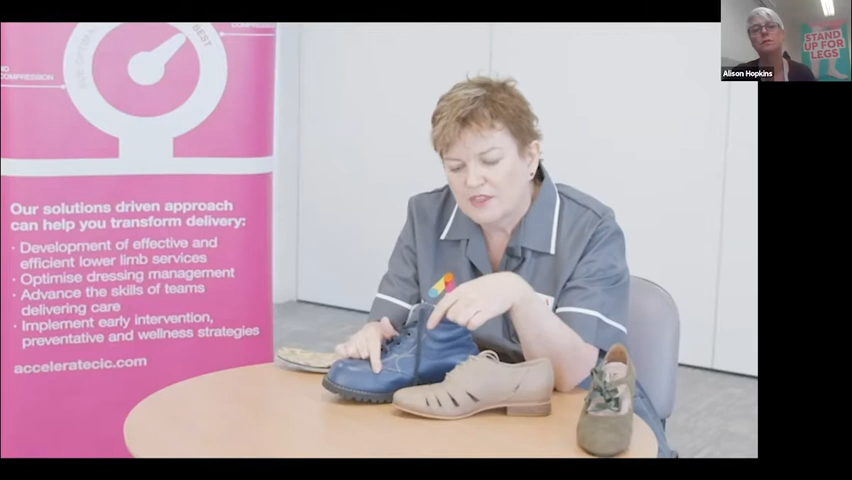 BEST
COMPRESSION
Our solutions driven approach
can help you transform delivery:
· Development of effective and
efficient lower limb services
· Optimise dressing management
· Advance the skills of teams
delivering care
· Implement early intervention,
preventative and wellness strategies
acceleratecic.com
STAND
UP FOR
LEGS
Alison Hopkins